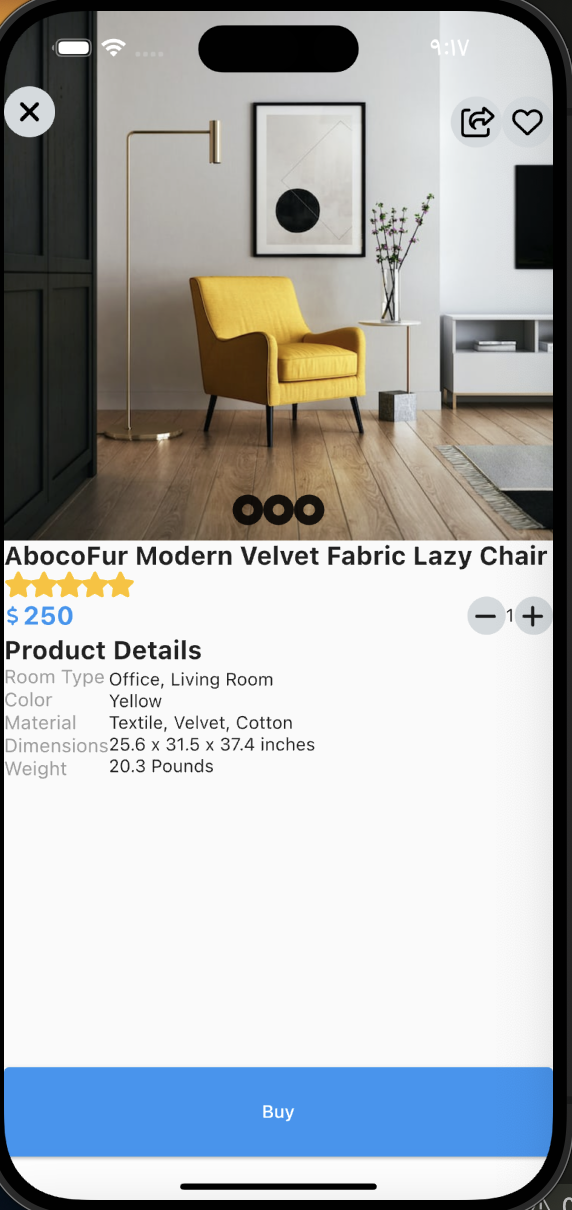 ٩:١٧
AbocoFur Modern Velvet Fabric Lazy Chair
$ 250
1
Product Details
Room Type Office, Living Room
Color Yellow
Material Textile, Velvet, Cotton
Dimensions 25.6 x 31.5 x 37.4 inches
Weight 20.3 Pounds
Buy